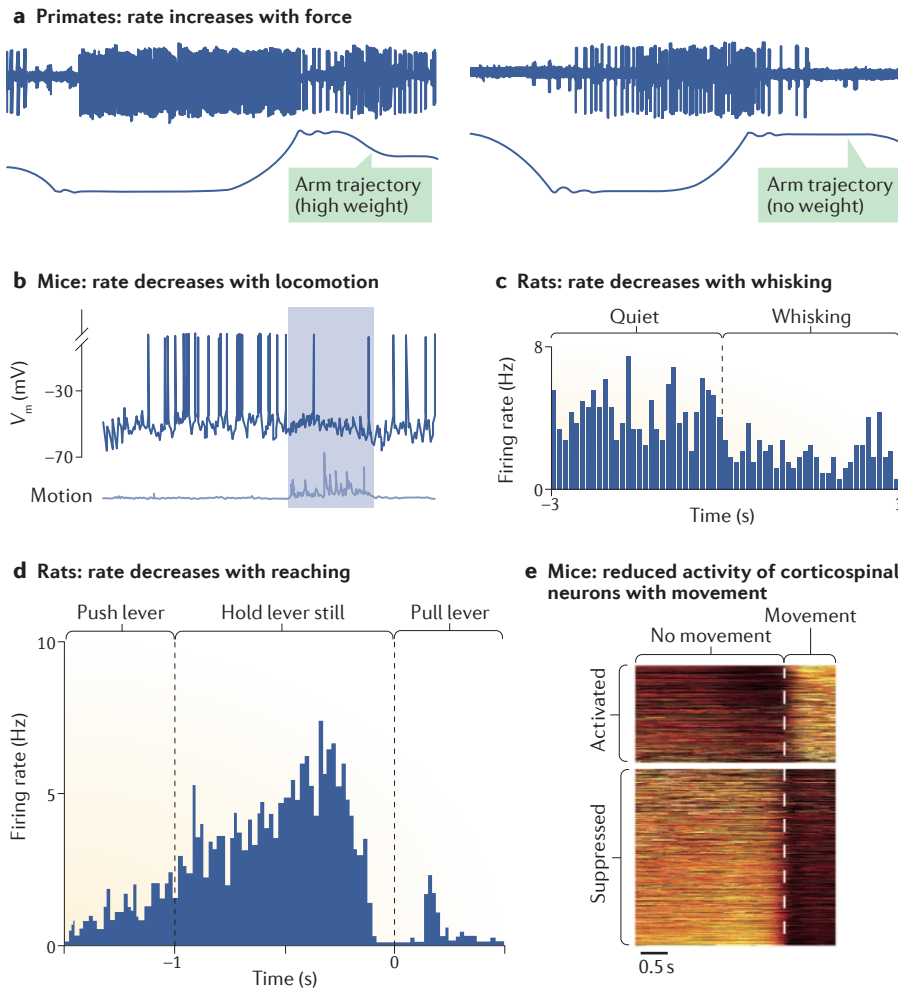 a Primates: rate increases with force
Arm trajectory
(high weight)
Arm trajectory
(no weight)
b Mice: rate decreases with locomotion
Vm (mV)
−30
−70
Motion
c Rats: rate decreases with whisking
Quiet
Whisking
Firing rate (Hz)
8
0
−3
3
Time (s)
d Rats: rate decreases with reaching
Push lever
Hold lever still
Pull lever
Firing rate (Hz)
10
5
0
−1
0
Time (s)
e Mice: reduced activity of corticospinal
neurons with movement
Movement
No movement
Activated
Suppressed
0.5 s